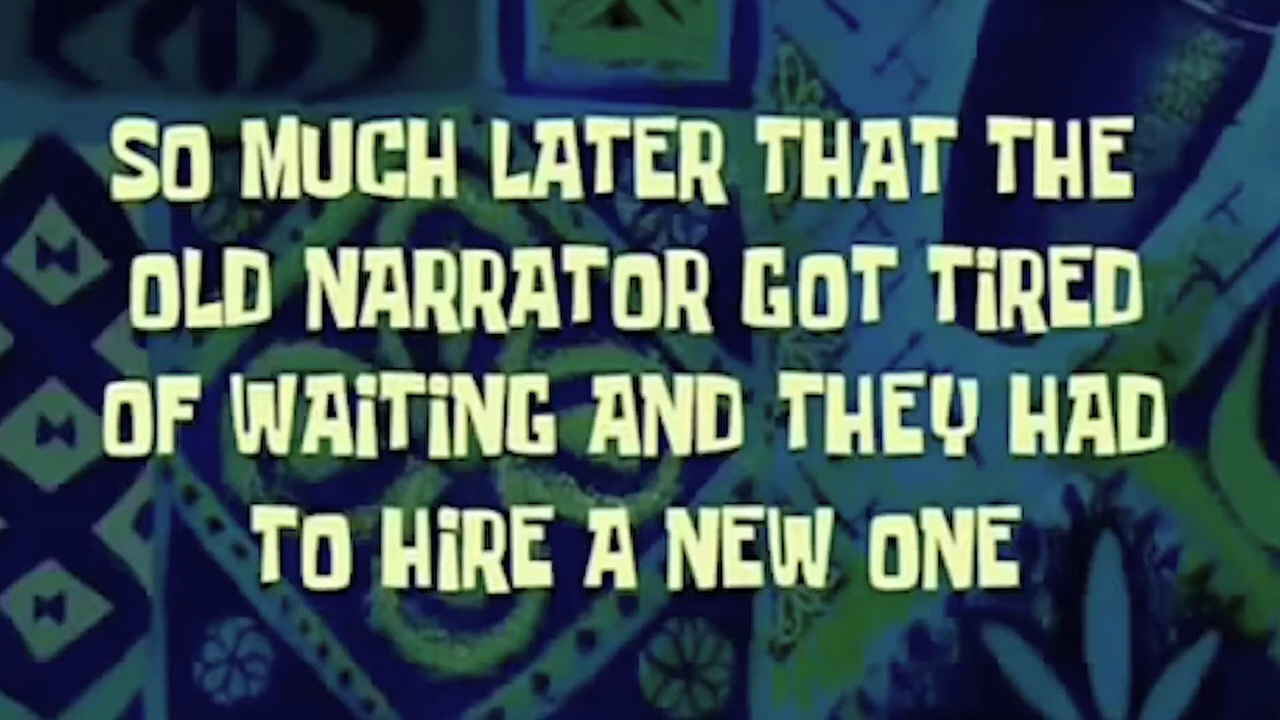 SO MUCH LATER THAT THE
OLD NARRATOR GOT TiRED
OF WAiTiNG AND THEY HAD
TO HiRE A NEW ONE